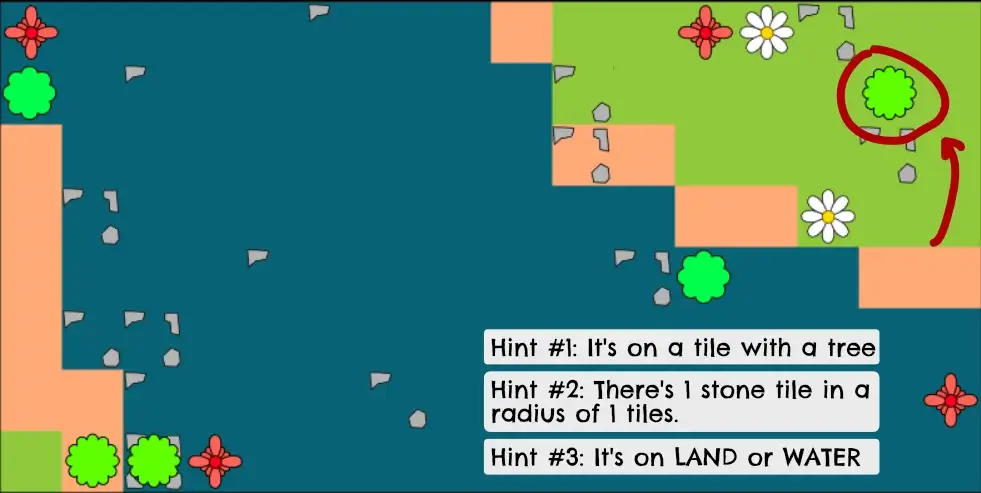 Hint #1: It's on a tile with a tree
Hint #2: There's 1 stone tile in a
radius of 1 tiles.
Hint #3: It's on LAND or WATER